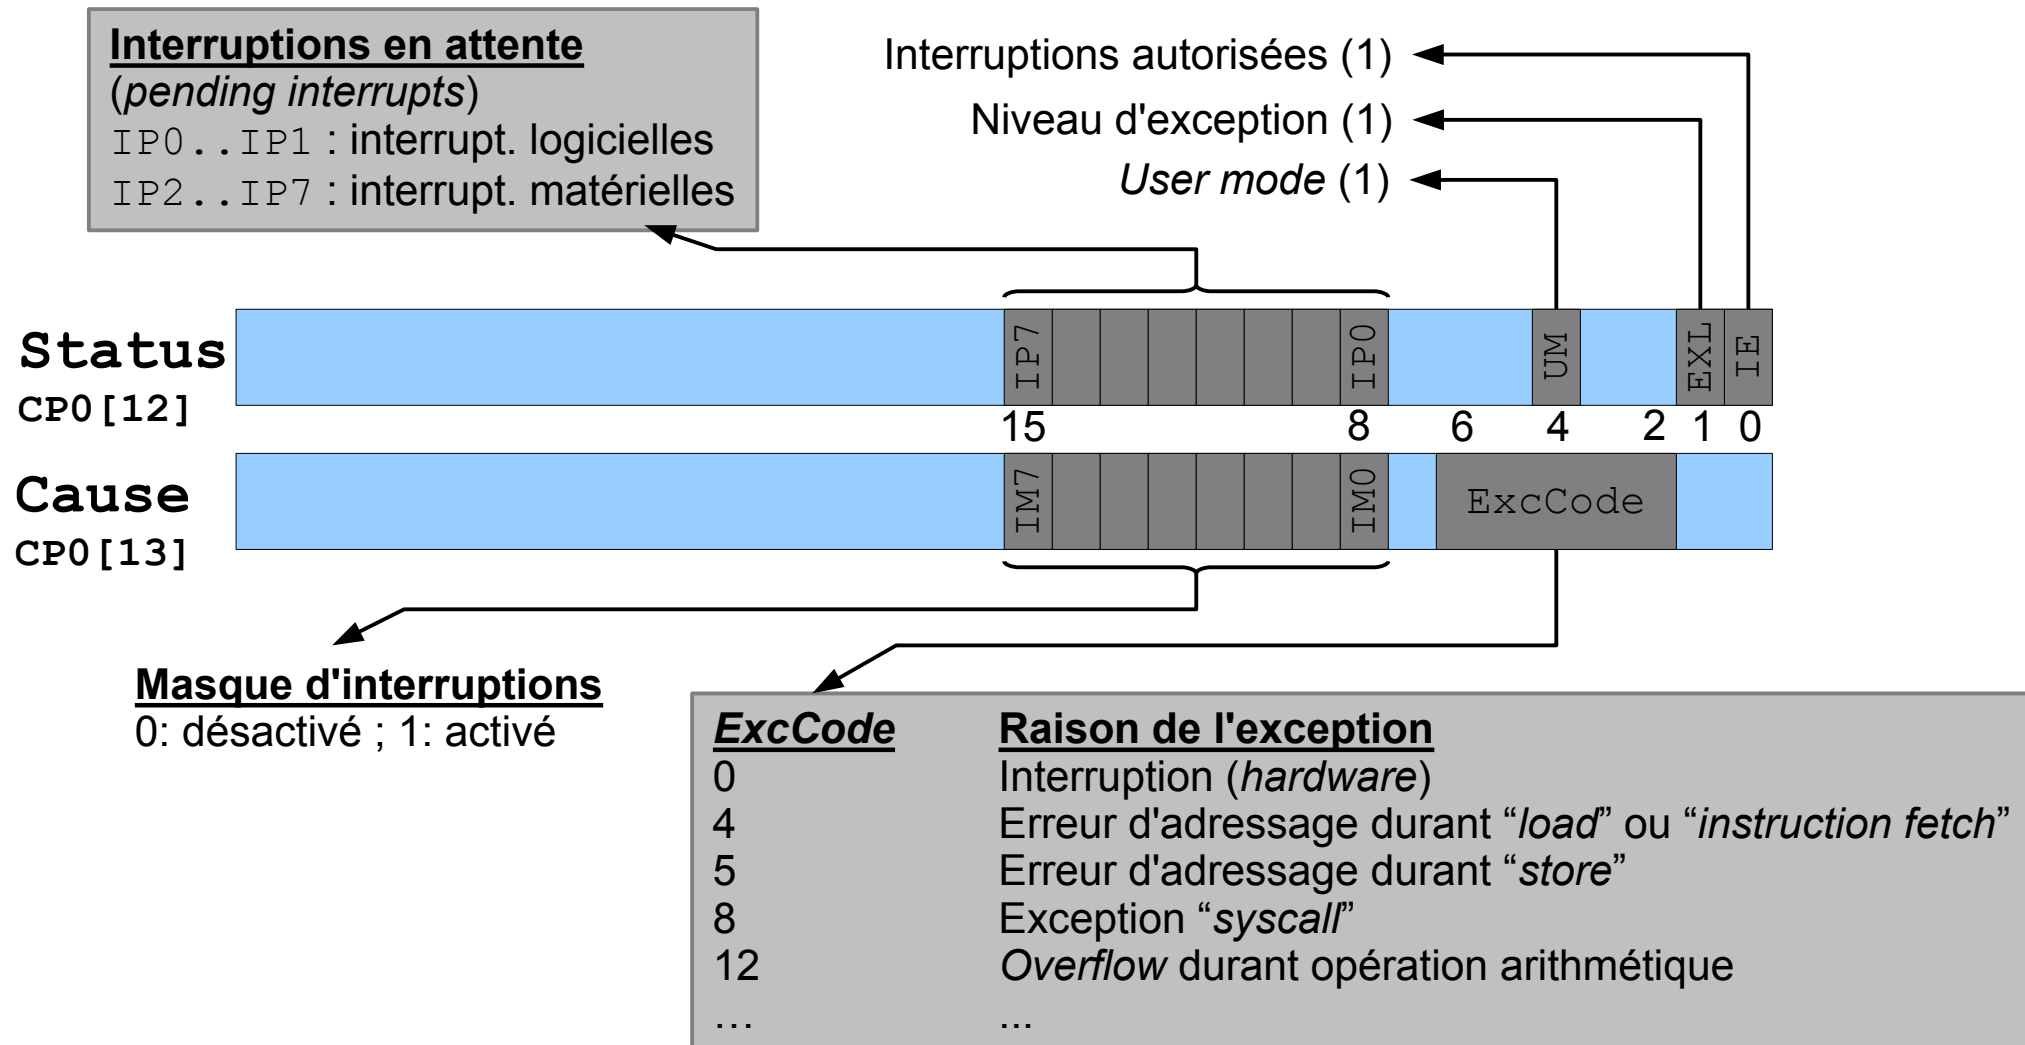 Interruptions en attente
(pending interrupts)
IP0..IP1 : interrupt. logicielles
IP2..IP7 : interrupt. matérielles
Interruptions autorisées (1)
Niveau d'exception (1)
User mode (1)
Status
CP0[12]
IP7
IP0
UM
EXL
IE
15 8 6 4 2 1 0
Cause
CP0[13]
IM7
IM0
ExcCode
Masque d'interruptions
0: désactivé ; 1: activé
ExcCode Raison de l'exception
0 Interruption (hardware)
4 Erreur d'adressage durant “load” ou “instruction fetch”
5 Erreur d'adressage durant “store”
8 Exception “syscall”
12 Overflow durant opération arithmétique
… ...